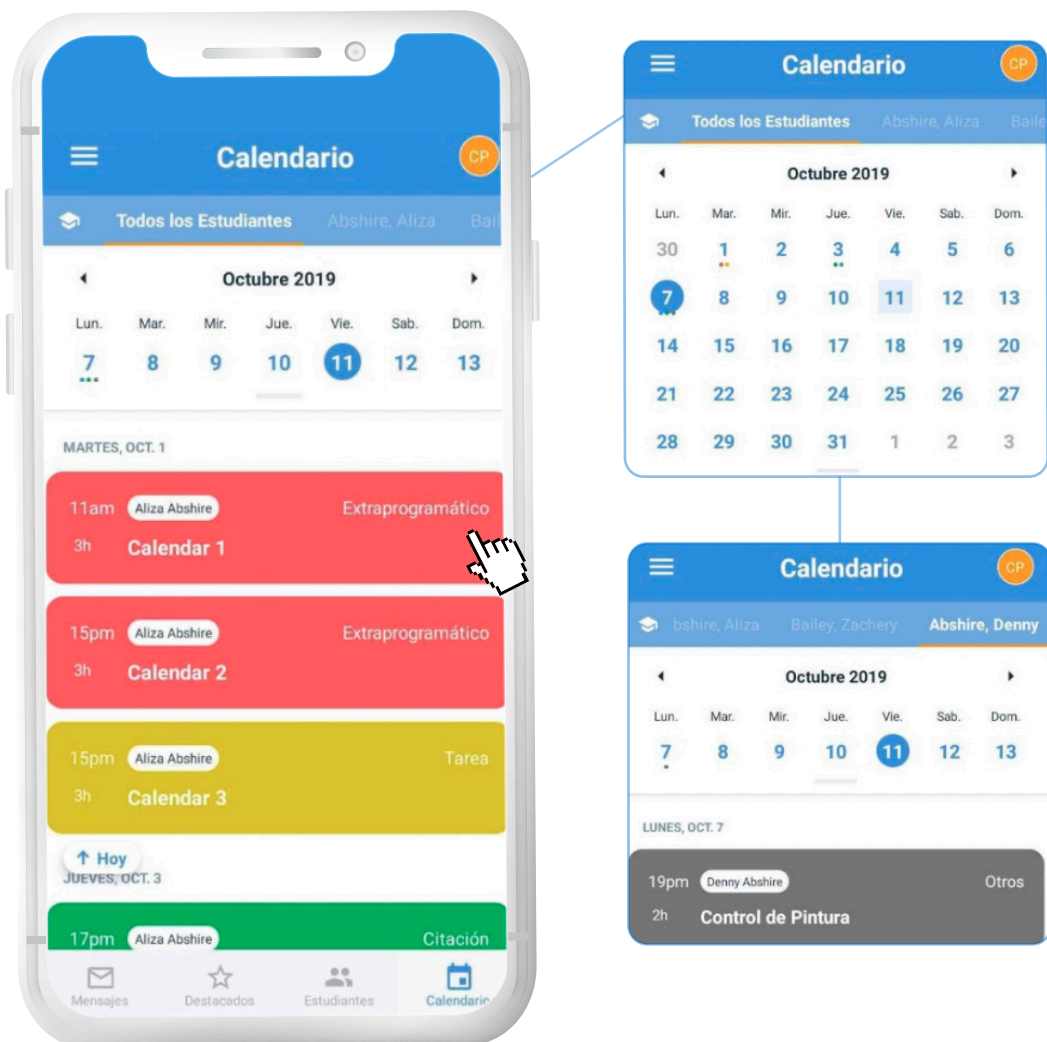 Calendario
CP
Todos los Estudiantes Abshire, Aliza
Octubre 2019
Lun. Mar. Mir. Jue. Vie. Sab. Dom.
7 8 9 10 11 12 13
MARTES, OCT. 1
11am Aliza Abshire Extraprogramático
3h Calendar 1
15pm Aliza Abshire Extraprogramático
3h Calendar 2
15pm Aliza Abshire Tarea
3h Calendar 3
Hoy
JUEVES, OCT. 3
17pm Aliza Abshire Citación
Mensajes Destacados Estudiantes Calendario
Calendario
CP
Todos los Estudiantes Abshire, Aliza Baile
Octubre 2019
Lun. Mar. Mir. Jue. Vie. Sab. Dom.
30 1 2 3 4 5 6
7 8 9 10 11 12 13
14 15 16 17 18 19 20
21 22 23 24 25 26 27
28 29 30 31 1 2 3
Calendario
CP
bshire, Aliza Bailey, Zachery Abshire, Denny
Octubre 2019
Lun. Mar. Mir. Jue. Vie. Sab. Dom.
7 8 9 10 11 12 13
LUNES, OCT. 7
19pm Denny Abshire Otros
2h Control de Pintura